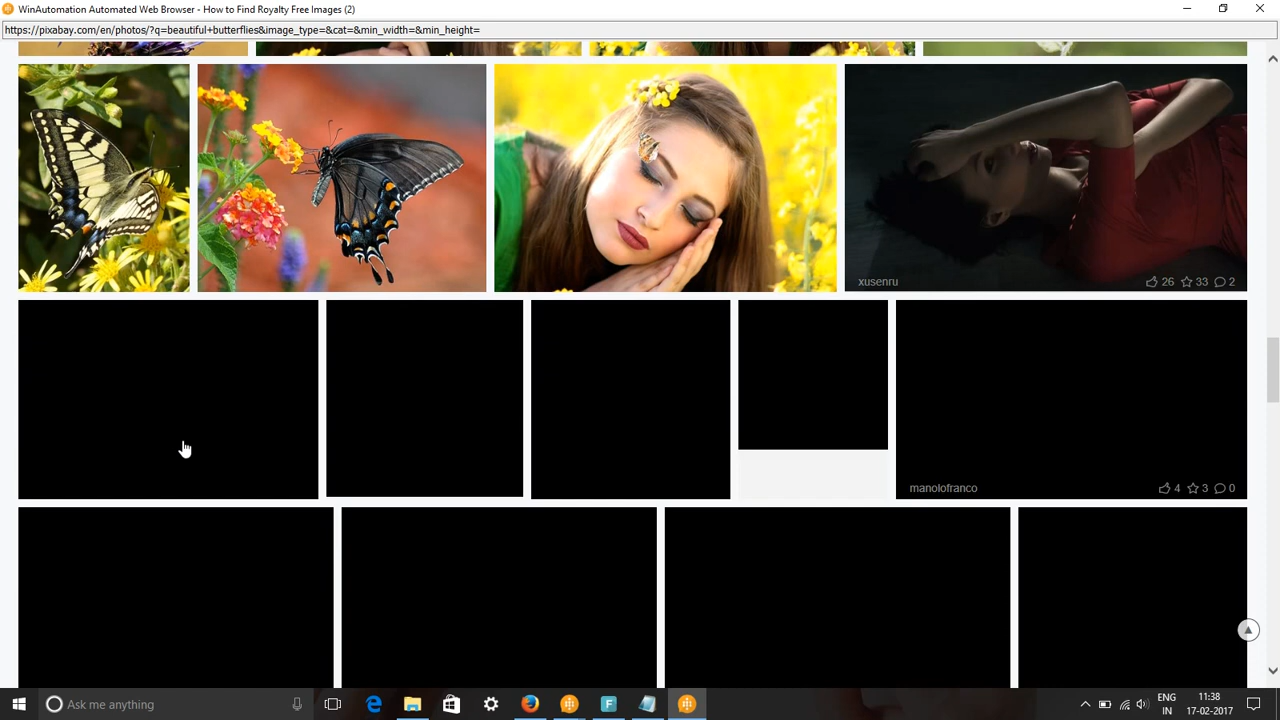 WinAutomation Automated Web Browser - How to Find Royalty Free Images (2)
https://pixabay.com/en/photos/?q=beautiful+butterflies&image_type=&cat=&min_width=&min_height=
xusenru 26 33 2
manolofranco 4 3 0
Ask me anything
ENG 11:38
IN 17-02-2017